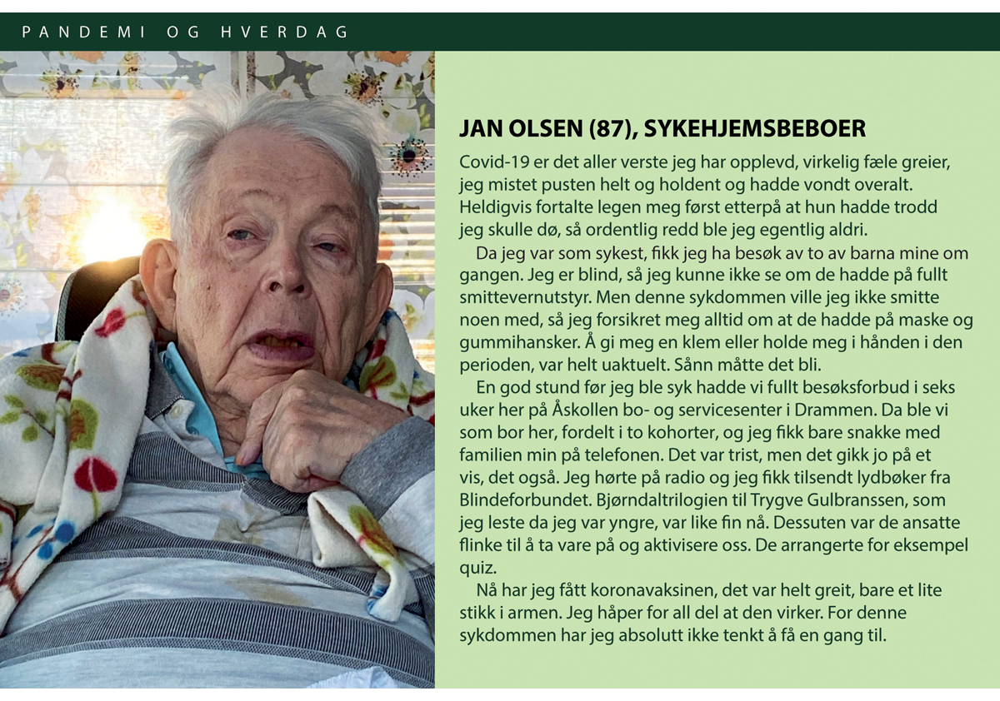 PANDEMI OG HVERDAG
JAN OLSEN (87), SYKEHJEMSBEBOER
Covid-19 er det aller verste jeg har opplevd, virkelig fæle greier,
jeg mistet pusten helt og holdent og hadde vondt overalt.
Heldigvis fortalte legen meg først etterpå at hun hadde trodd
jeg skulle dø, så ordentlig redd ble jeg egentlig aldri.
Da jeg var som sykest, fikk jeg ha besøk av to av barna mine om
gangen. Jeg er blind, så jeg kunne ikke se om de hadde på fullt
smittevernutstyr. Men denne sykdommen ville jeg ikke smitte
noen med, så jeg forsikret meg alltid om at de hadde på maske og
gummihansker. Å gi meg en klem eller holde meg i hånden i den
perioden, var helt uaktuelt. Sånn måtte det bli.
En god stund før jeg ble syk hadde vi fullt besøksforbud i seks
uker her på Åskollen bo- og servicesenter i Drammen. Da ble vi
som bor her, fordelt i to kohorter, og jeg fikk bare snakke med
familien min på telefonen. Det var trist, men det gikk jo på et
vis, det også. Jeg hørte på radio og jeg fikk tilsendt lydbøker fra
Blindeforbundet. Bjørndaltrilogien til Trygve Gulbranssen, som
jeg leste da jeg var yngre, var like fin nå. Dessuten var de ansatte
flinke til å ta vare på og aktivisere oss. De arrangerte for eksempel
quiz.
Nå har jeg fått koronavaksinen, det var helt greit, bare et lite
stikk i armen. Jeg håper for all del at den virker. For denne
sykdommen har jeg absolutt ikke tenkt å få en gang til.